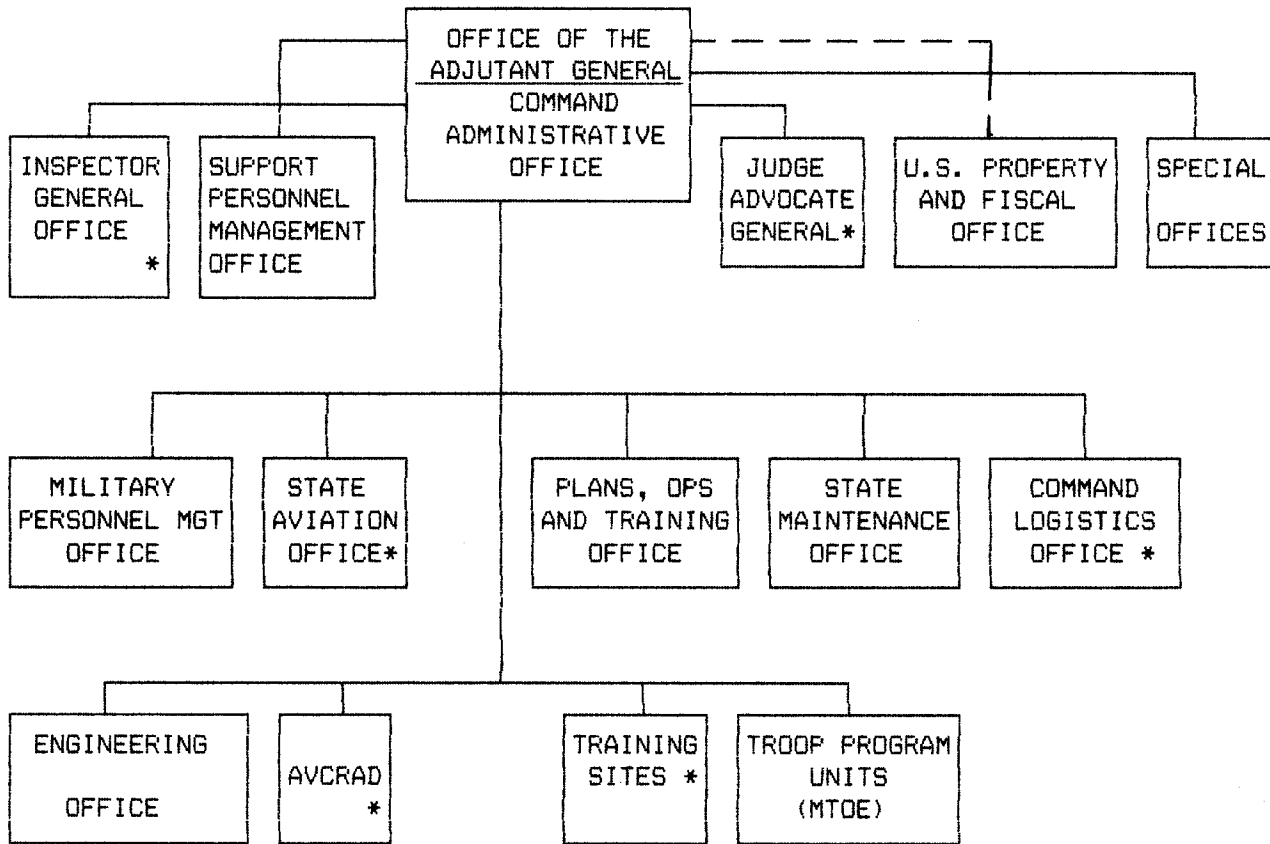 OFFICE OF THE
ADJUTANT GENERAL
COMMAND
ADMINISTRATIVE
OFFICE
INSPECTOR
GENERAL
OFFICE
*
SUPPORT
PERSONNEL
MANAGEMENT
OFFICE
JUDGE
ADVOCATE
GENERAL*
U.S. PROPERTY
AND FISCAL
OFFICE
SPECIAL
OFFICES
MILITARY
PERSONNEL MGT
OFFICE
STATE
AVIATION
OFFICE*
PLANS, OPS
AND TRAINING
OFFICE
STATE
MAINTENANCE
OFFICE
COMMAND
LOGISTICS
OFFICE *
ENGINEERING
OFFICE
AVCRAD
*
TRAINING
SITES *
TROOP PROGRAM
UNITS
(MTOE)